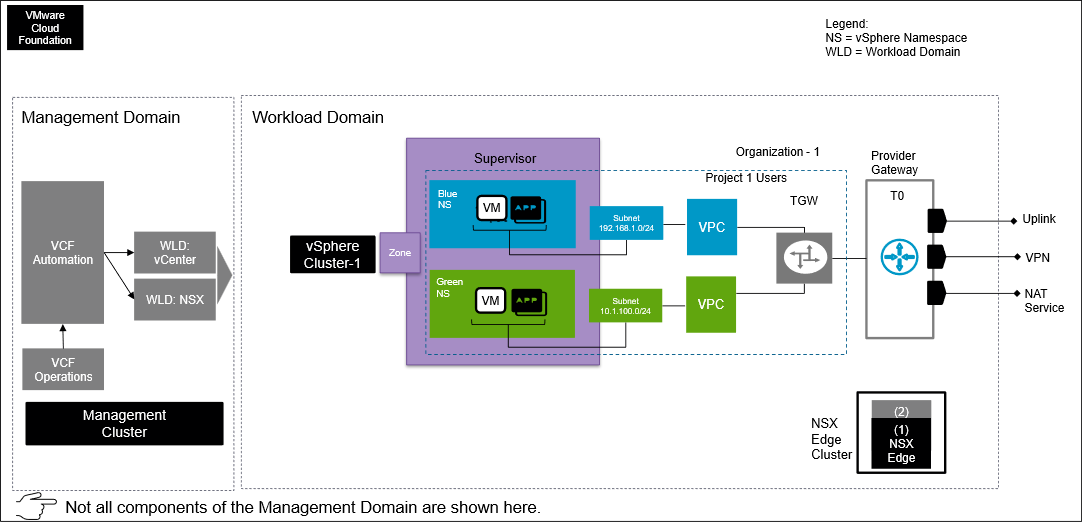 VMware
Cloud
Foundation
Legend:
NS = vSphere Namespace
WLD = Workload Domain
Management Domain
VCF
Automation
WLD:
vCenter
WLD: NSX
VCF
Operations
Management
Cluster
Workload Domain
Supervisor
vSphere
Cluster-1
Zone
Blue
NS
VM
APP
Green
NS
VM
APP
Subnet
192.168.1.0/24
Subnet
10.1.100.0/24
Organization - 1
Project 1 Users
VPC
VPC
TGW
Provider
Gateway
T0
Uplink
VPN
NAT
Service
NSX
Edge
Cluster
(2)
(1)
NSX
Edge
Not all components of the Management Domain are shown here.